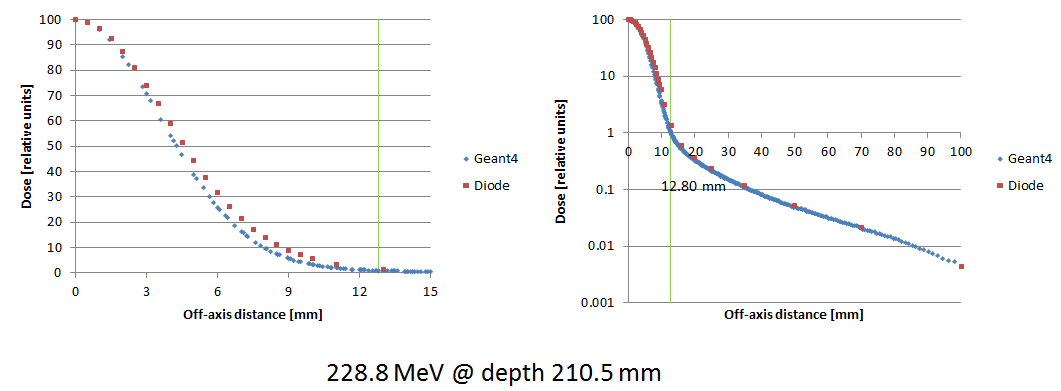 100
90
80
70
60
50
40
30
20
10
0
0 3 6 9 12 15
Dose [relative units]
Off-axis distance [mm]
Geant4
Diode
100
10
1
0.1
0.01
0.001
0 10 20 30 40 50 60 70 80 90 100
12.80 mm
Dose [relative units]
Off-axis distance [mm]
Geant4
Diode
228.8 MeV @ depth 210.5 mm